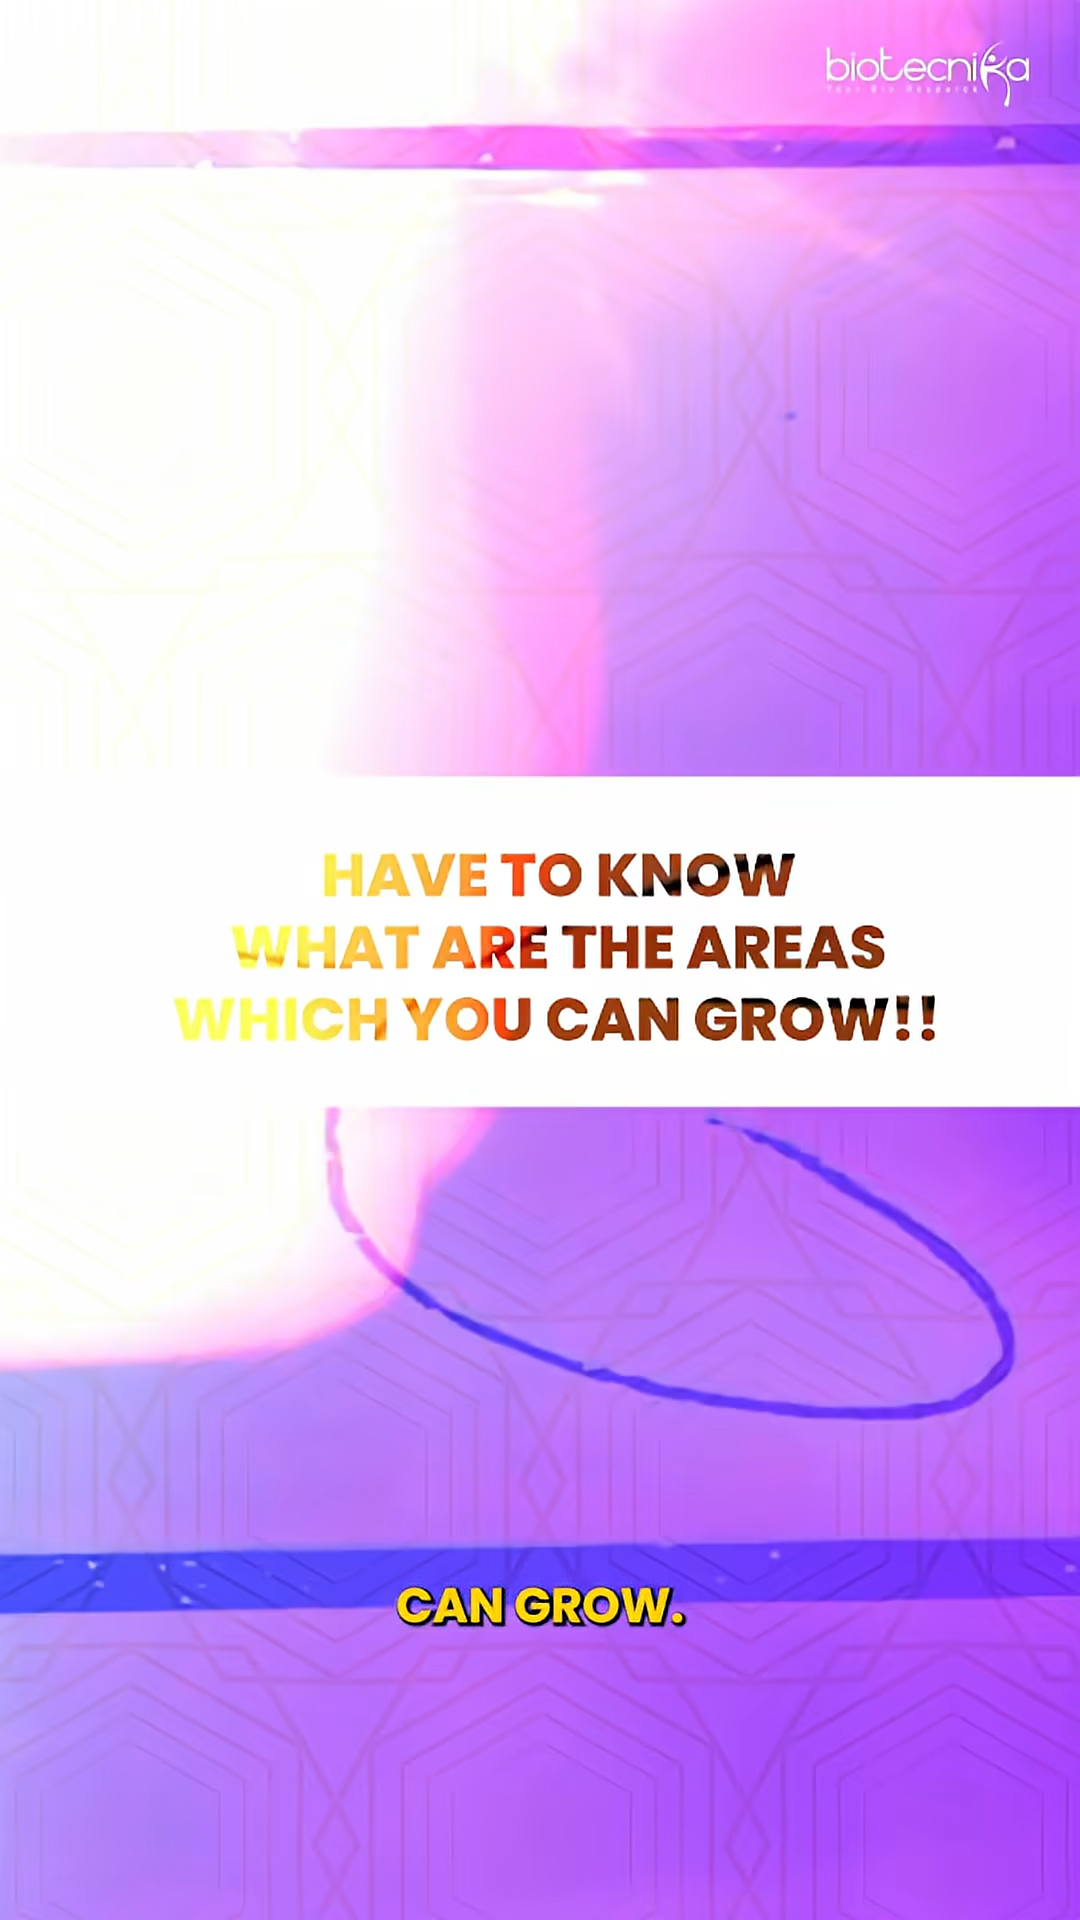 biotecnika
HAVE TO KNOW
WHAT ARE THE AREAS
WHICH YOU CAN GROW!!
CAN GROW.